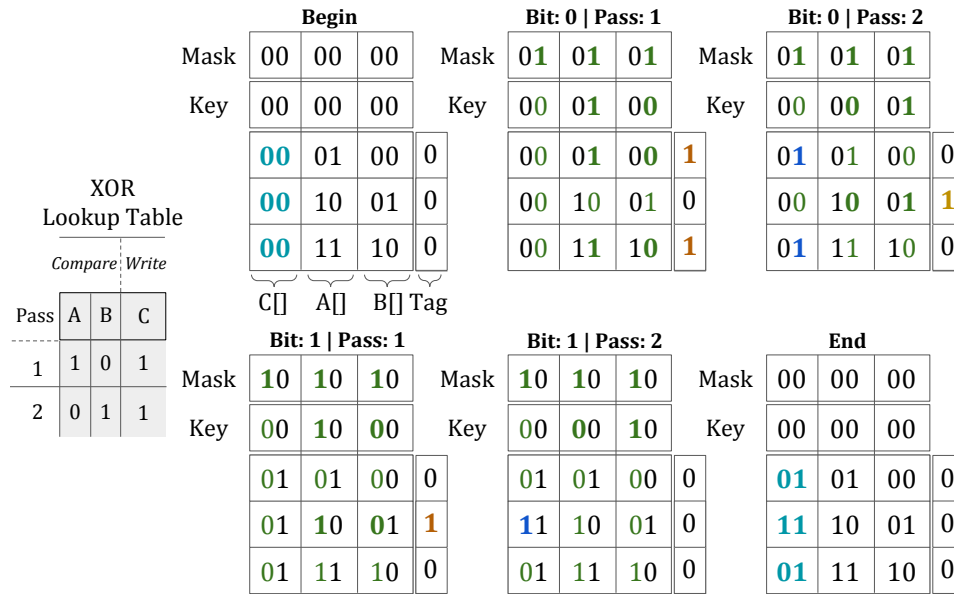 Begin
Mask 00 00 00
Key 00 00 00
00 01 00 0
00 10 01 0
00 11 10 0
C[] A[] B[] Tag
Bit: 0 | Pass: 1
Mask 01 01 01
Key 00 01 00
00 01 00 1
00 10 01 0
00 11 10 1
Bit: 0 | Pass: 2
Mask 01 01 01
Key 00 00 01
01 01 00 0
00 10 01 1
01 11 10 0
XOR
Lookup Table
Compare Write
Pass A B C
1 1 0 1
2 0 1 1
Bit: 1 | Pass: 1
Mask 10 10 10
Key 00 10 00
01 01 00 0
01 10 01 1
01 11 10 0
Bit: 1 | Pass: 2
Mask 10 10 10
Key 00 00 10
01 01 00 0
11 10 01 0
01 11 10 0
End
Mask 00 00 00
Key 00 00 00
01 01 00 0
11 10 01 0
01 11 10 0